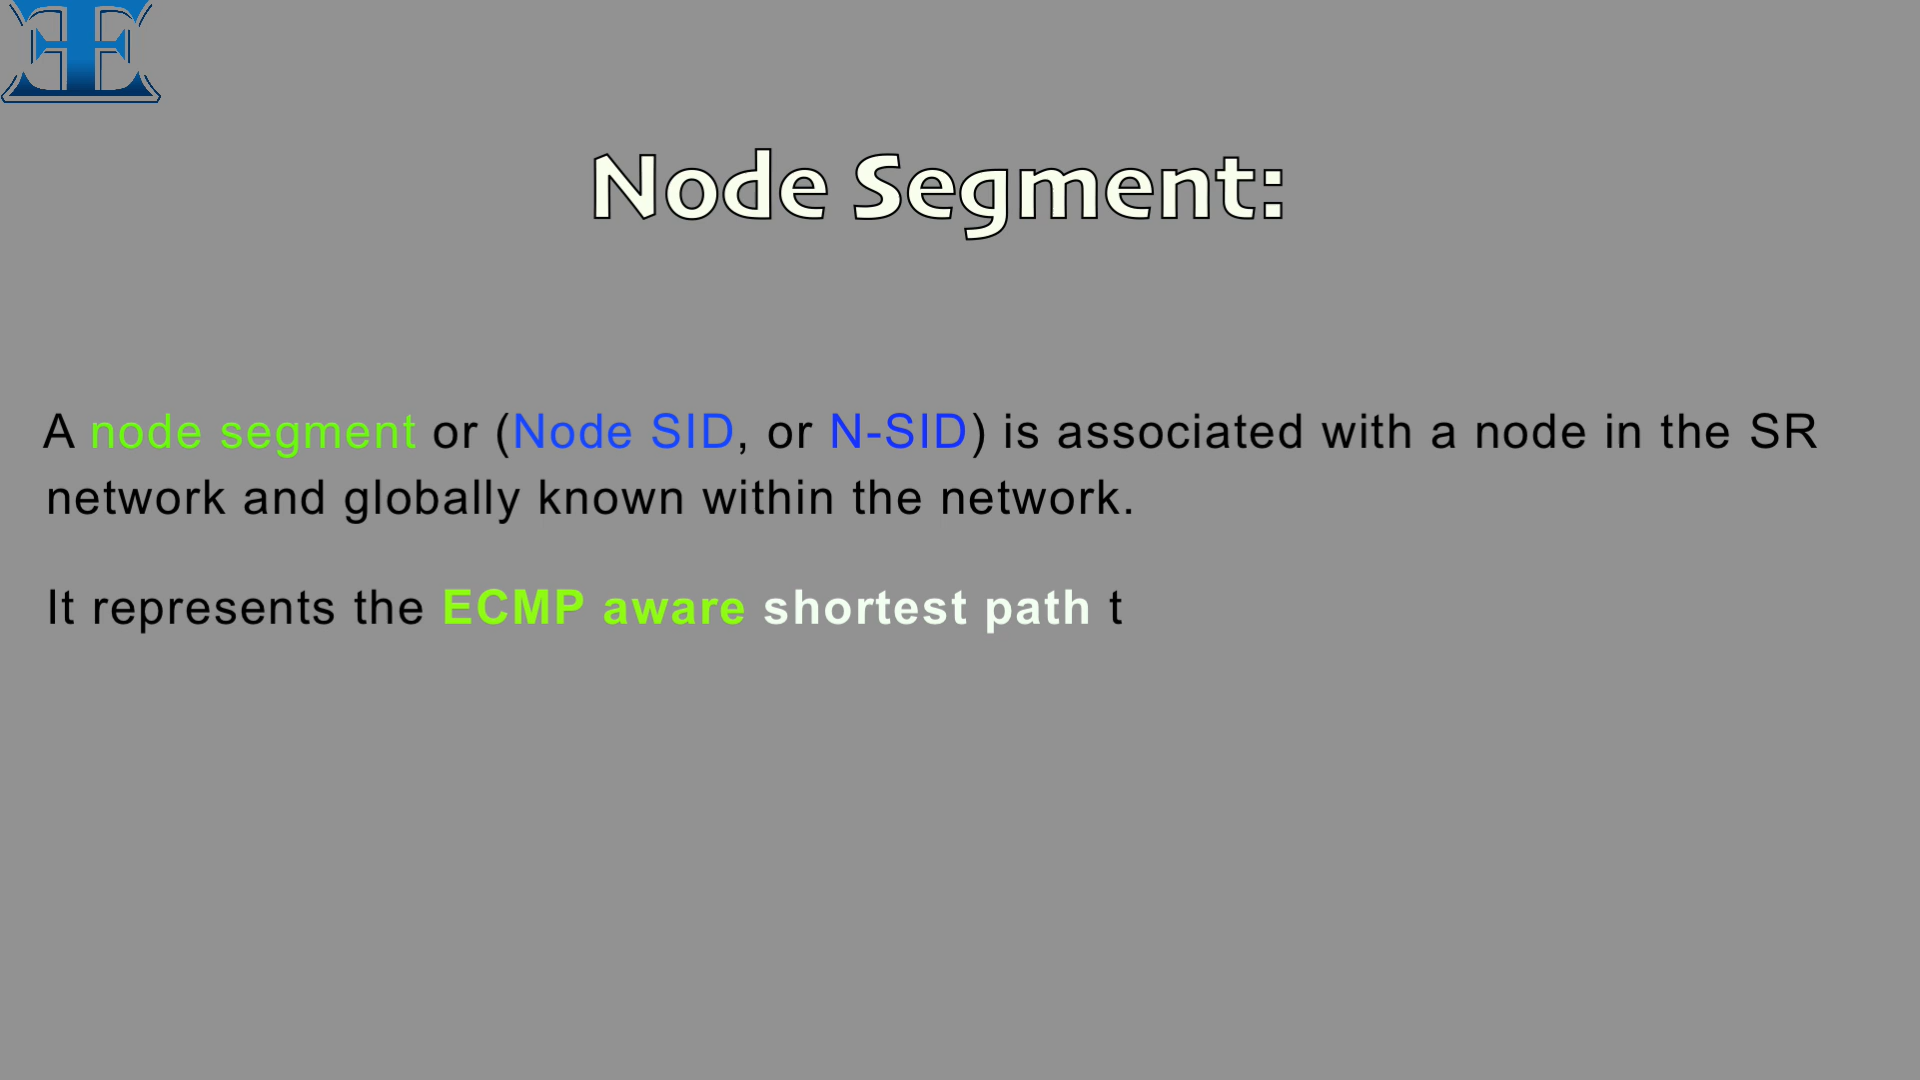 Node Segment:
A node segment or (Node SID, or N-SID) is associated with a node in the SR
network and globally known within the network.
It represents the ECMP aware shortest path t